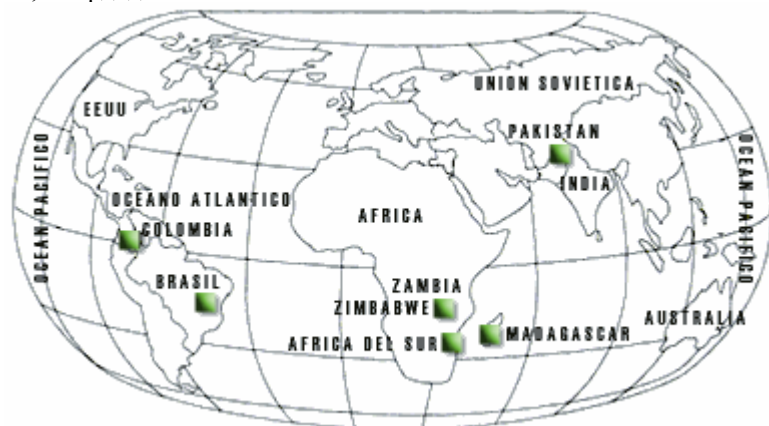 UNION SOVIETICA
EEUU
PAKISTAN
OCEAN PACIFICO
OCEAN PACIFICO
INDIA
OCEANO ATLANTICO
AFRICA
COLOMBIA
BRASIL
ZAMBIA
ZIMBABWE
AUSTRALIA
AFRICA DEL SUR
MADAGASCAR